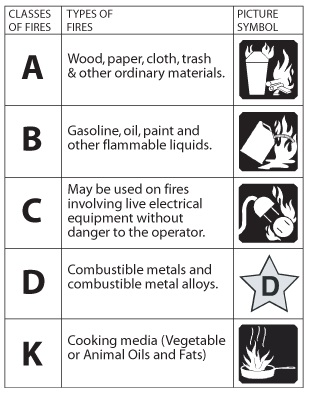 CLASSES
OF FIRES
TYPES OF
FIRES
PICTURE
SYMBOL
A
Wood, paper, cloth, trash
& other ordinary materials.
B
Gasoline, oil, paint and
other flammable liquids.
C
May be used on fires
involving live electrical
equipment without
danger to the operator.
D
Combustible metals and
combustible metal alloys.
D
K
Cooking media (Vegetable
or Animal Oils and Fats)